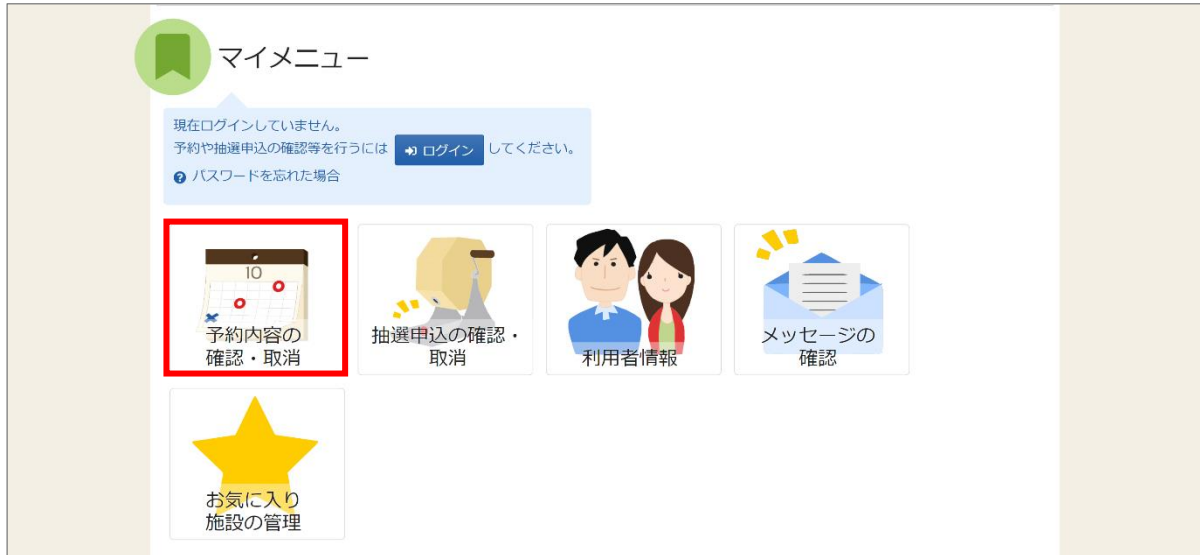 マイメニュー
現在ログインしていません。
予約や抽選申込の確認等を行うには ログイン してください。
パスワードを忘れた場合
10
予約内容の
確認・取消
抽選申込の確認・
取消
利用者情報
メッセージの
確認
お気に入り
施設の管理